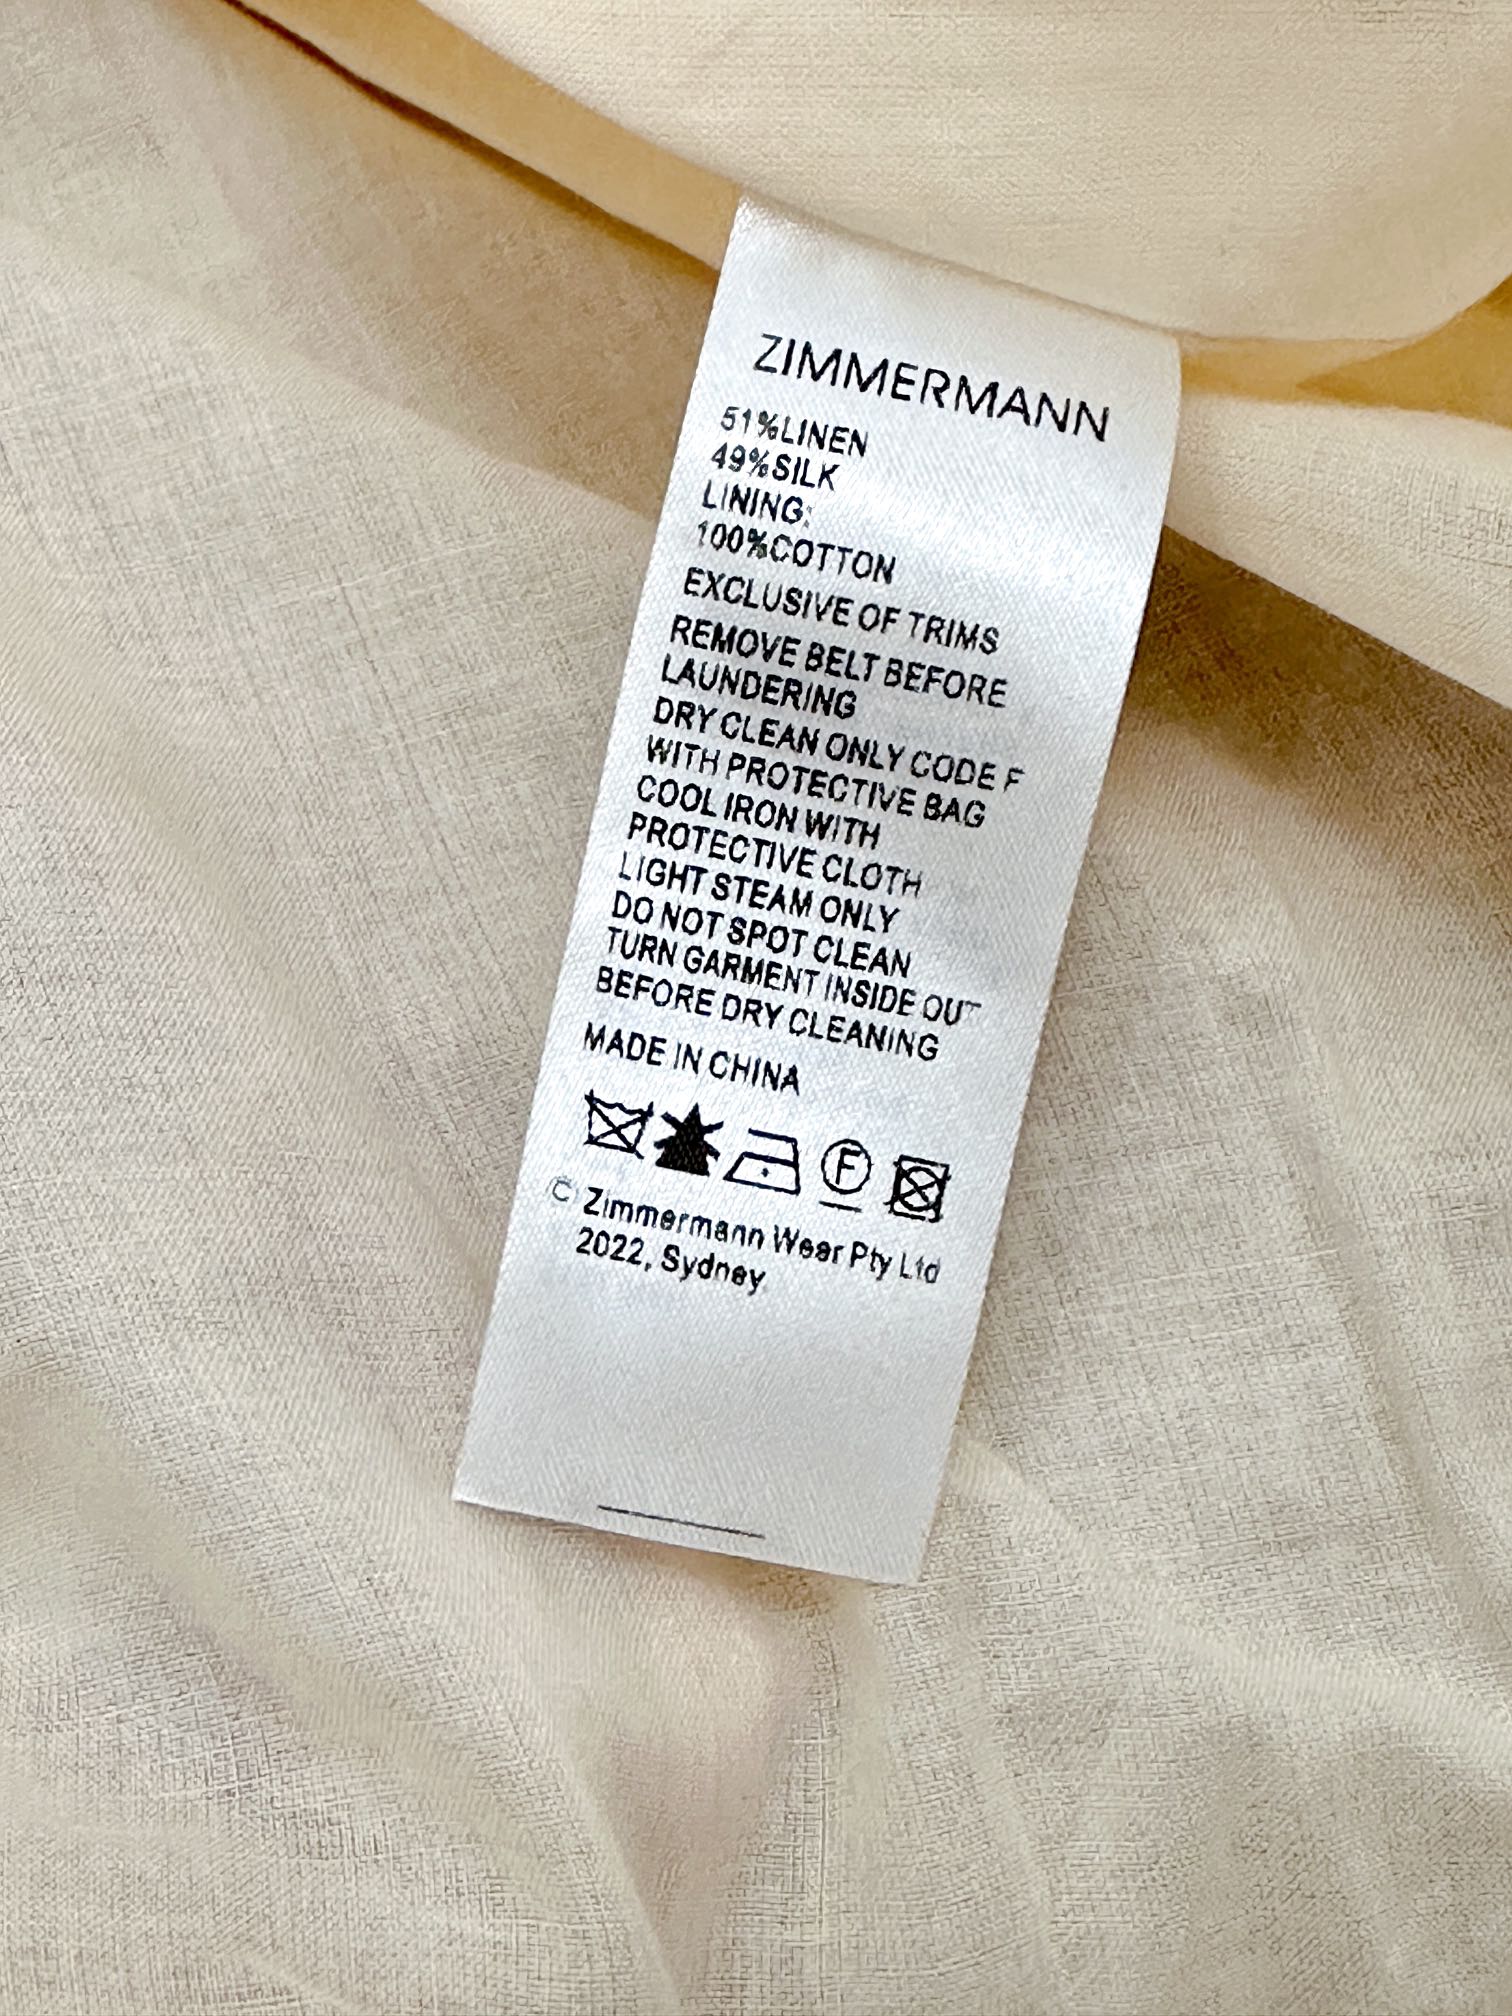 ZIMMERMANN
51%LINEN
49%SILK
LINING:
100%COTTON
EXCLUSIVE OF TRIMS
REMOVE BELT BEFORE
LAUNDERING
DRY CLEAN ONLY CODE F
WITH PROTECTIVE BAG
COOL IRON WITH
PROTECTIVE CLOTH
LIGHT STEAM ONLY
DO NOT SPOT CLEAN
TURN GARMENT INSIDE OUT
BEFORE DRY CLEANING
MADE IN CHINA
F
© Zimmermann Wear Pty Ltd
2022, Sydney.